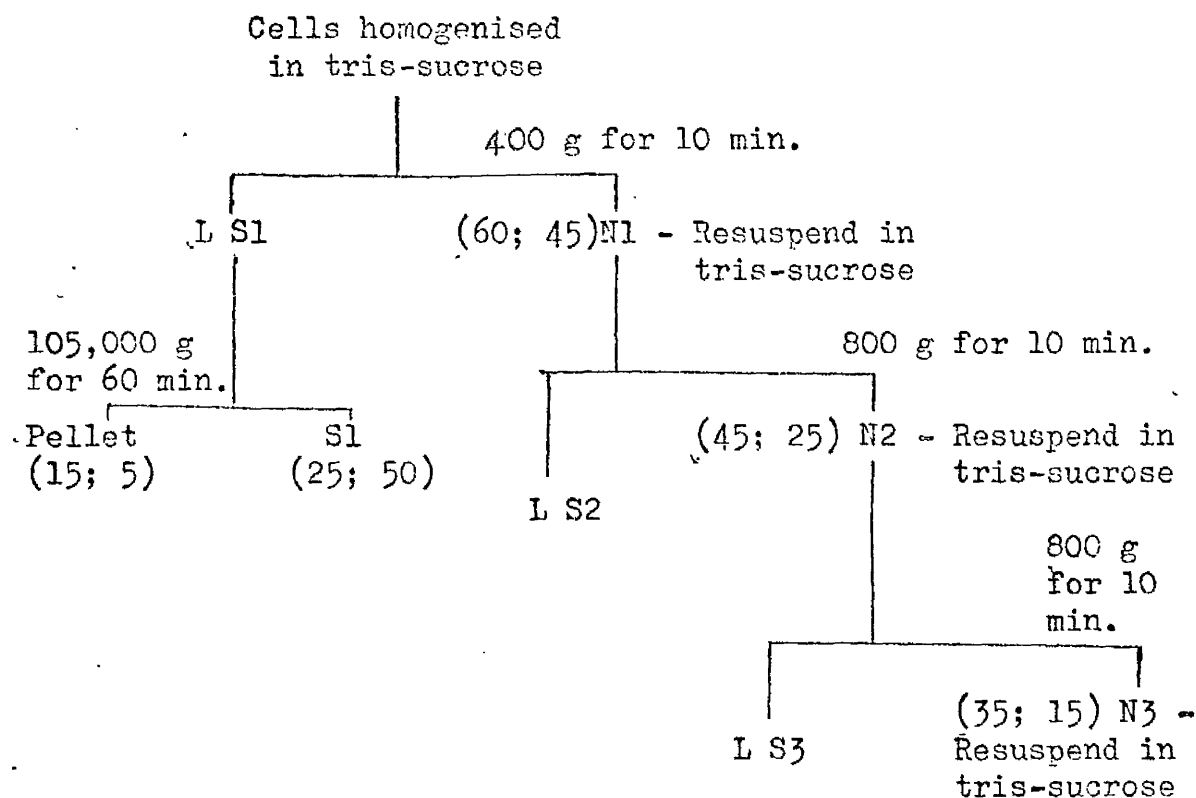 Cells homogenised
in tris-sucrose
400 g for 10 min.
L S1
(60; 45)N1 - Resuspend in
tris-sucrose
105,000 g
for 60 min.
800 g for 10 min.
Pellet
(15; 5)
S1
(25; 50)
(45; 25) N2 - Resuspend in
tris-sucrose
L S2
800 g
for 10
min.
L S3
(35; 15) N3 -
Resuspend in
tris-sucrose